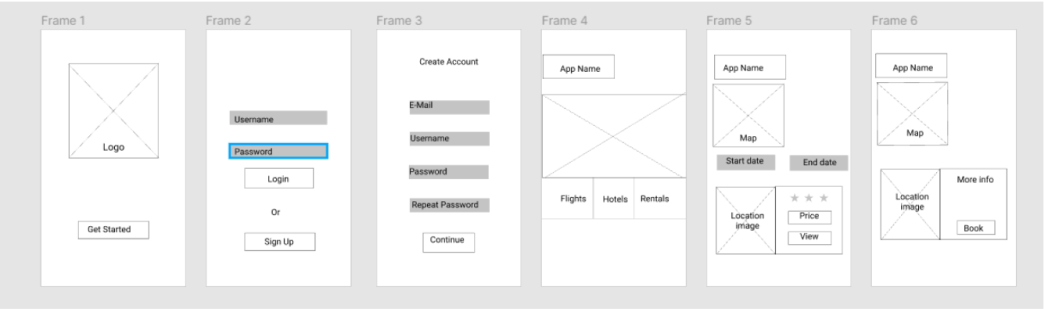 Frame 1
Logo
Get Started
Frame 2
Username
Password
Login
Or
Sign Up
Frame 3
Create Account
E-Mail
Username
Password
Repeat Password
Continue
Frame 4
App Name
Flights
Hotels
Rentals
Frame 5
App Name
Map
Start date
End date
Location
image
Price
View
Frame 6
App Name
Map
Location
image
More info
Book